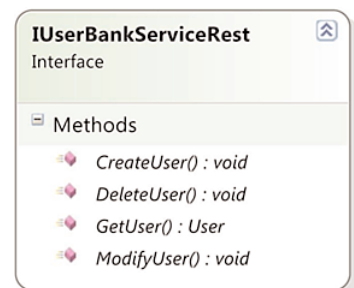 IUserBankServiceRest
Interface
Methods
CreateUser() : void
DeleteUser() : void
GetUser() : User
ModifyUser() : void